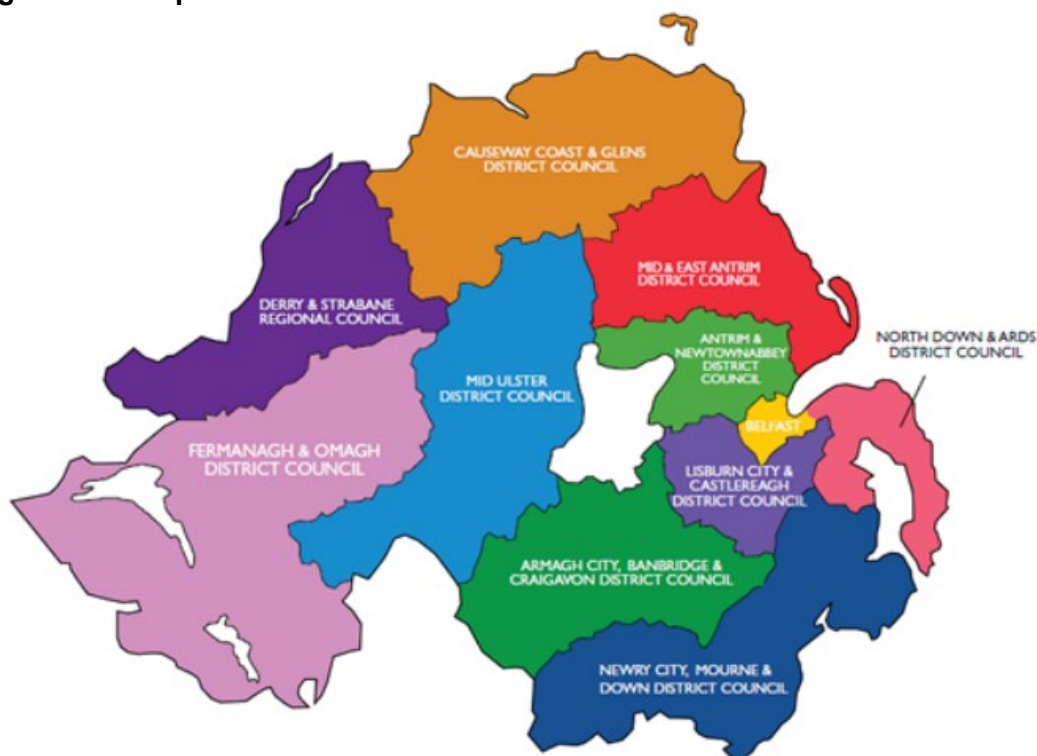 CAUSEWAY COAST & GLENS
DISTRICT COUNCIL
MID & EAST ANTRIM
DISTRICT COUNCIL
DERRY & STRABANE
REGIONAL COUNCIL
ANTRIM &
NEWTOWNABBEY
DISTRICT
COUNCIL
NORTH DOWN & ARDS
DISTRICT COUNCIL
MID ULSTER
DISTRICT COUNCIL
BELFAST
FERMANAGH & OMAGH
DISTRICT COUNCIL
LISBURN CITY &
CASTLEREAGH
DISTRICT COUNCIL
ARMAGH CITY, BANBRIDGE &
CRAIGAVON DISTRICT COUNCIL
NEWRY CITY, MOURNE &
DOWN DISTRICT COUNCIL